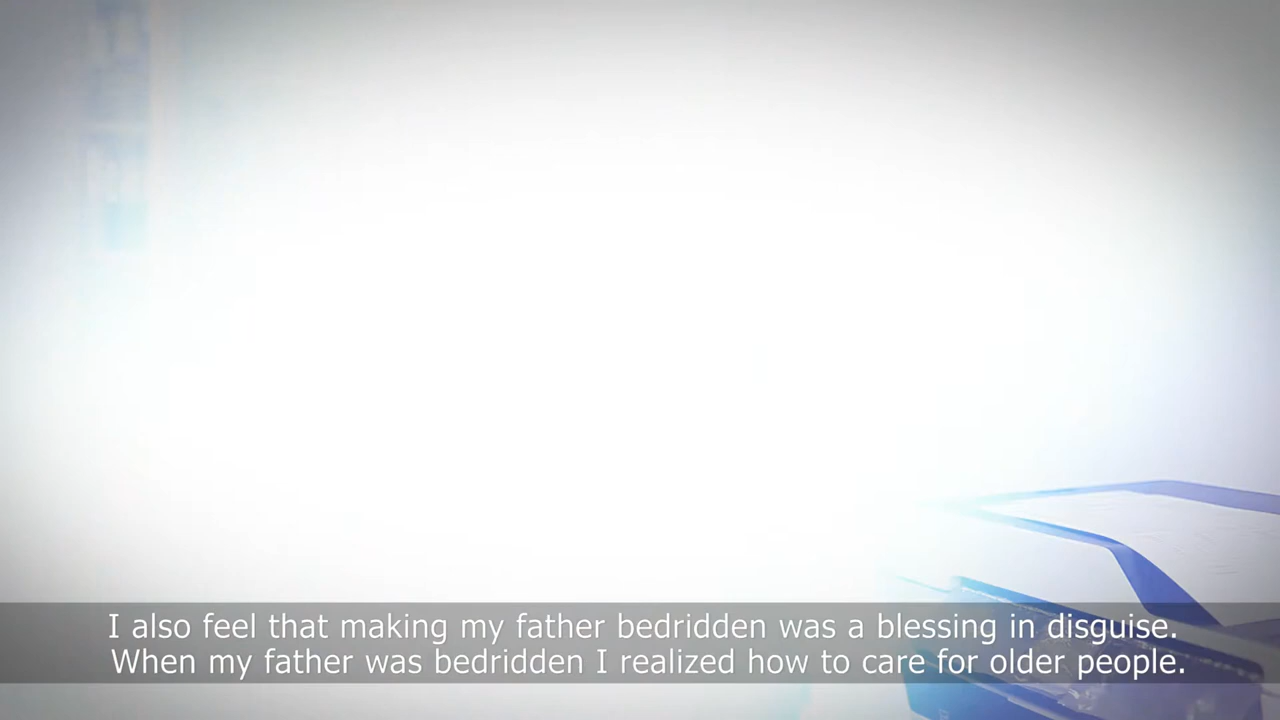 I also feel that making my father bedridden was a blessing in disguise.
When my father was bedridden I realized how to care for older people.